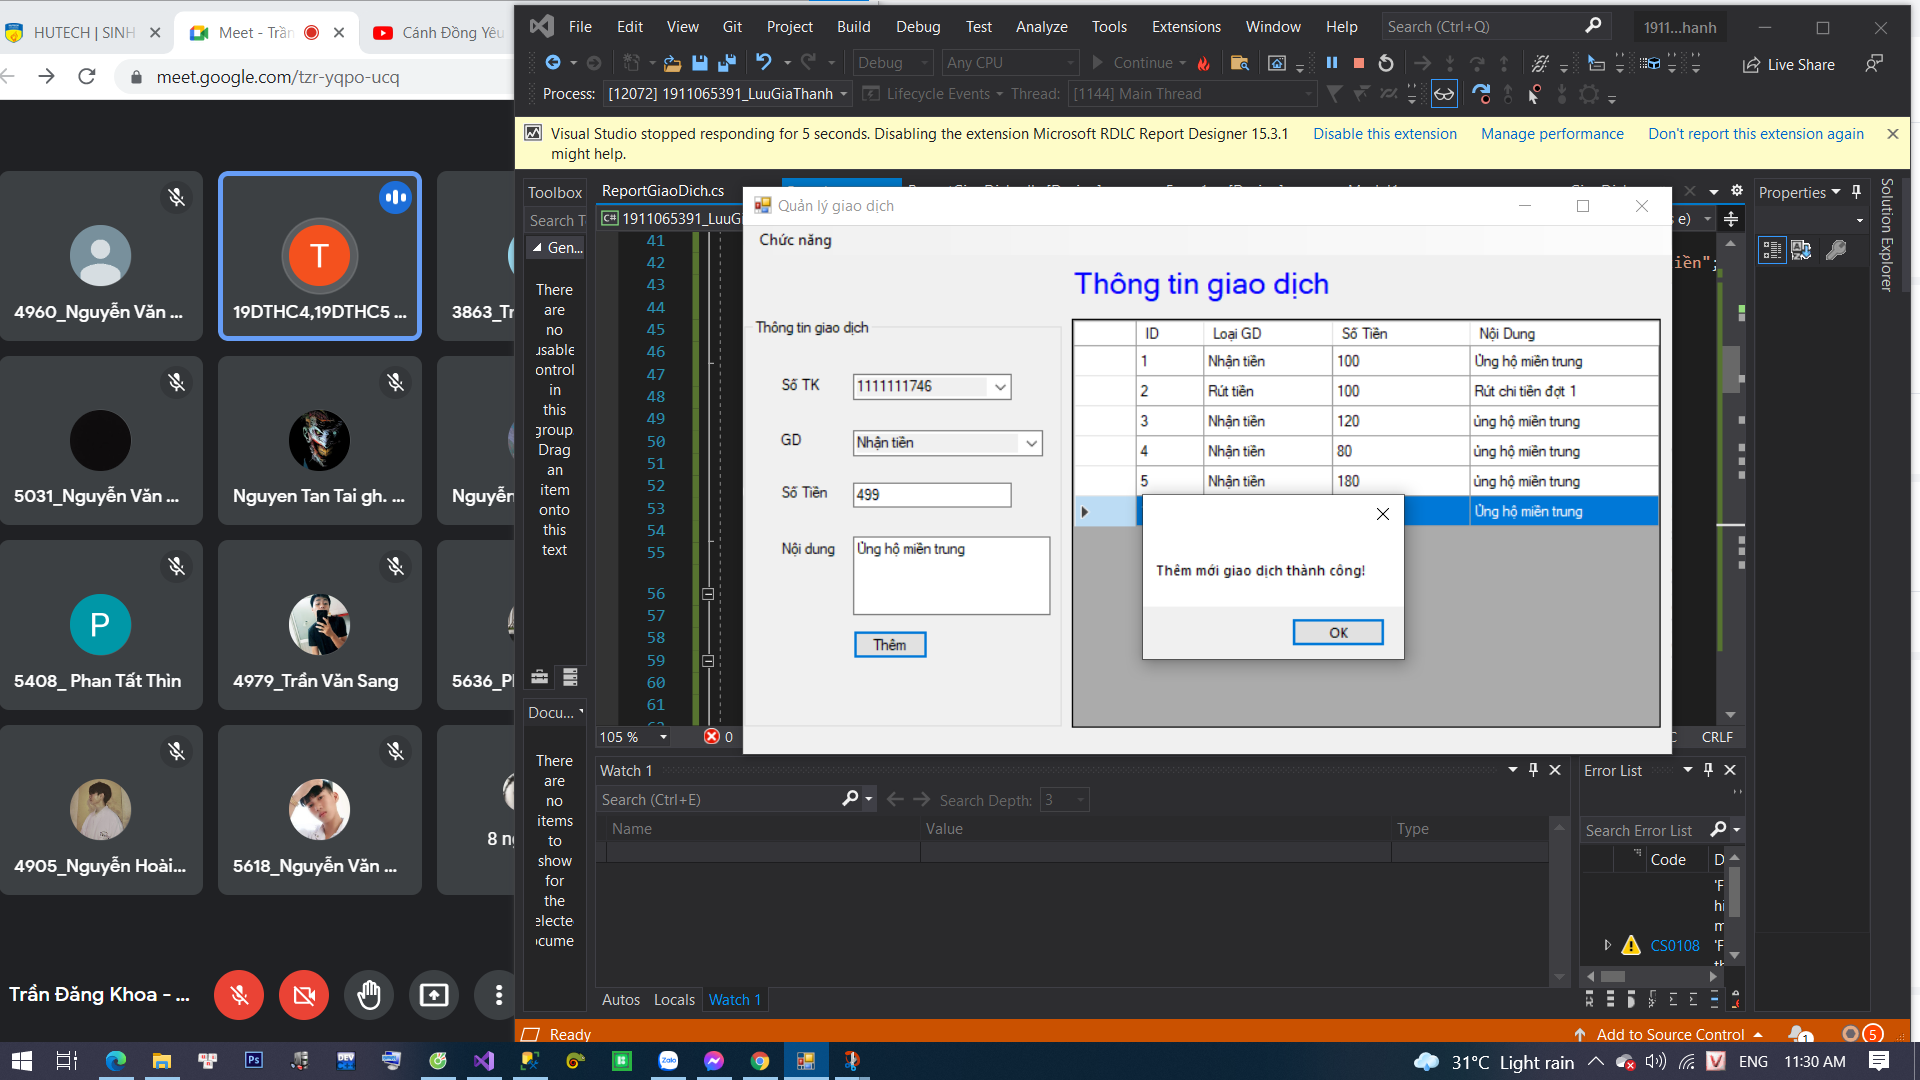 HUTECH | SINH
Meet - Trần
Cánh Đồng Yêu
meet.google.com/tzr-yqpo-ucq
4960_Nguyễn Văn ...
T
19DTHC4,19DTHC5 ...
5031_Nguyễn Văn ...
Nguyen Tan Tai gh. ...
Nguyễn
P
5408_ Phan Tất Thìn
4979_Trần Văn Sang
4905_Nguyễn Hoài...
5618_Nguyễn Văn ...
Trần Đăng Khoa - ...
File Edit View Git Project Build Debug Test Analyze Tools Extensions Window Help Search (Ctrl+Q) 1911...hanh
Debug Any CPU Continue Live Share
Process: [12072] 1911065391_LuuGiaThanh Lifecycle Events Thread: [1144] Main Thread
Visual Studio stopped responding for 5 seconds. Disabling the extension Microsoft RDLC Report Designer 15.3.1 might help.
Disable this extension Manage performance Don't report this extension again
Toolbox
Search T
Gen...
There
are
no
usable
control
in
this
group.
Drag
an
item
onto
this
text
Docu...
There
are
no
items
to
show
for
the
selecte
ocume
ReportGiaoDich.cs
1911065391_LuuG
41
42
43
44
45
46
47
48
49
50
51
52
53
54
55
56
57
58
59
60
61
105 % 0
Quản lý giao dịch
Chức năng
Thông tin giao dịch
Thông tin giao dịch
Số TK 1111111746
GD Nhận tiền
Số Tiền 499
Nội dung Ủng hộ miền trung
Thêm
ID Loại GD Số Tiền Nội Dung
1 Nhận tiền 100 Ủng hộ miền trung
2 Rút tiền 100 Rút chi tiền đợt 1
3 Nhận tiền 120 ủng hộ miền trung
4 Nhận tiền 80 ủng hộ miền trung
5 Nhận tiền 180 ủng hộ miền trung
Ủng hộ miền trung
Thêm mới giao dịch thành công!
OK
iền";
CRLF
Properties
Solution Explorer
Watch 1
Search (Ctrl+E) Search Depth: 3
Name Value Type
Autos Locals Watch 1
Error List
Search Error List
Code D
CS0108
Ready
Add to Source Control 1 5
31°C Light rain ENG 11:30 AM